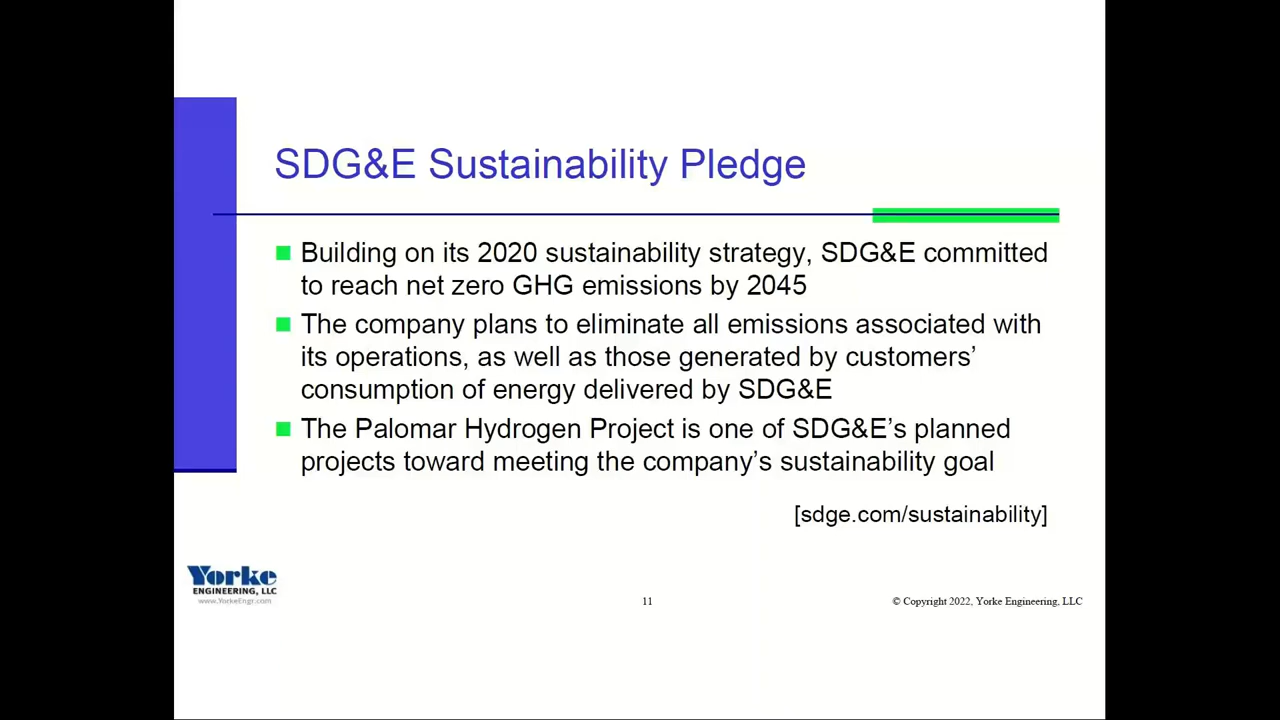 SDG&E Sustainability Pledge
Building on its 2020 sustainability strategy, SDG&E committed
to reach net zero GHG emissions by 2045
The company plans to eliminate all emissions associated with
its operations, as well as those generated by customers’
consumption of energy delivered by SDG&E
The Palomar Hydrogen Project is one of SDG&E’s planned
projects toward meeting the company’s sustainability goal
[sdge.com/sustainability]
Yorke
ENGINEERING, LLC
www.YorkeEngr.com
11
© Copyright 2022, Yorke Engineering, LLC